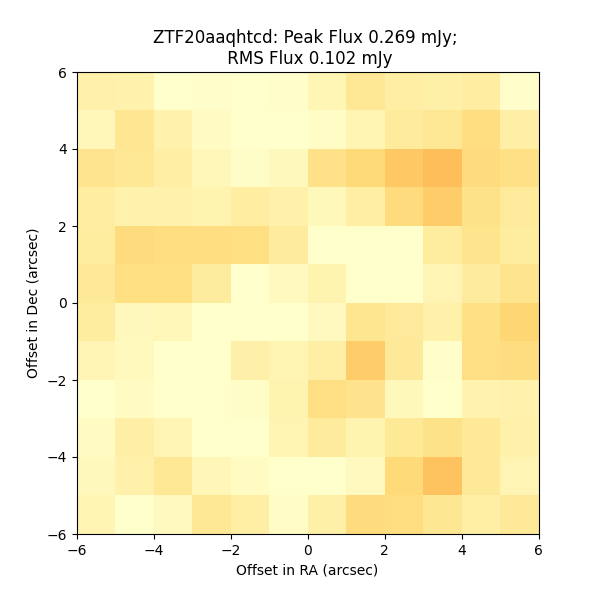 ZTF20aaqhtcd: Peak Flux 0.269 mJy;
RMS Flux 0.102 mJy
6
4
2
0
−2
−4
−6
Offset in Dec (arcsec)
−6 −4 −2 0 2 4 6
Offset in RA (arcsec)